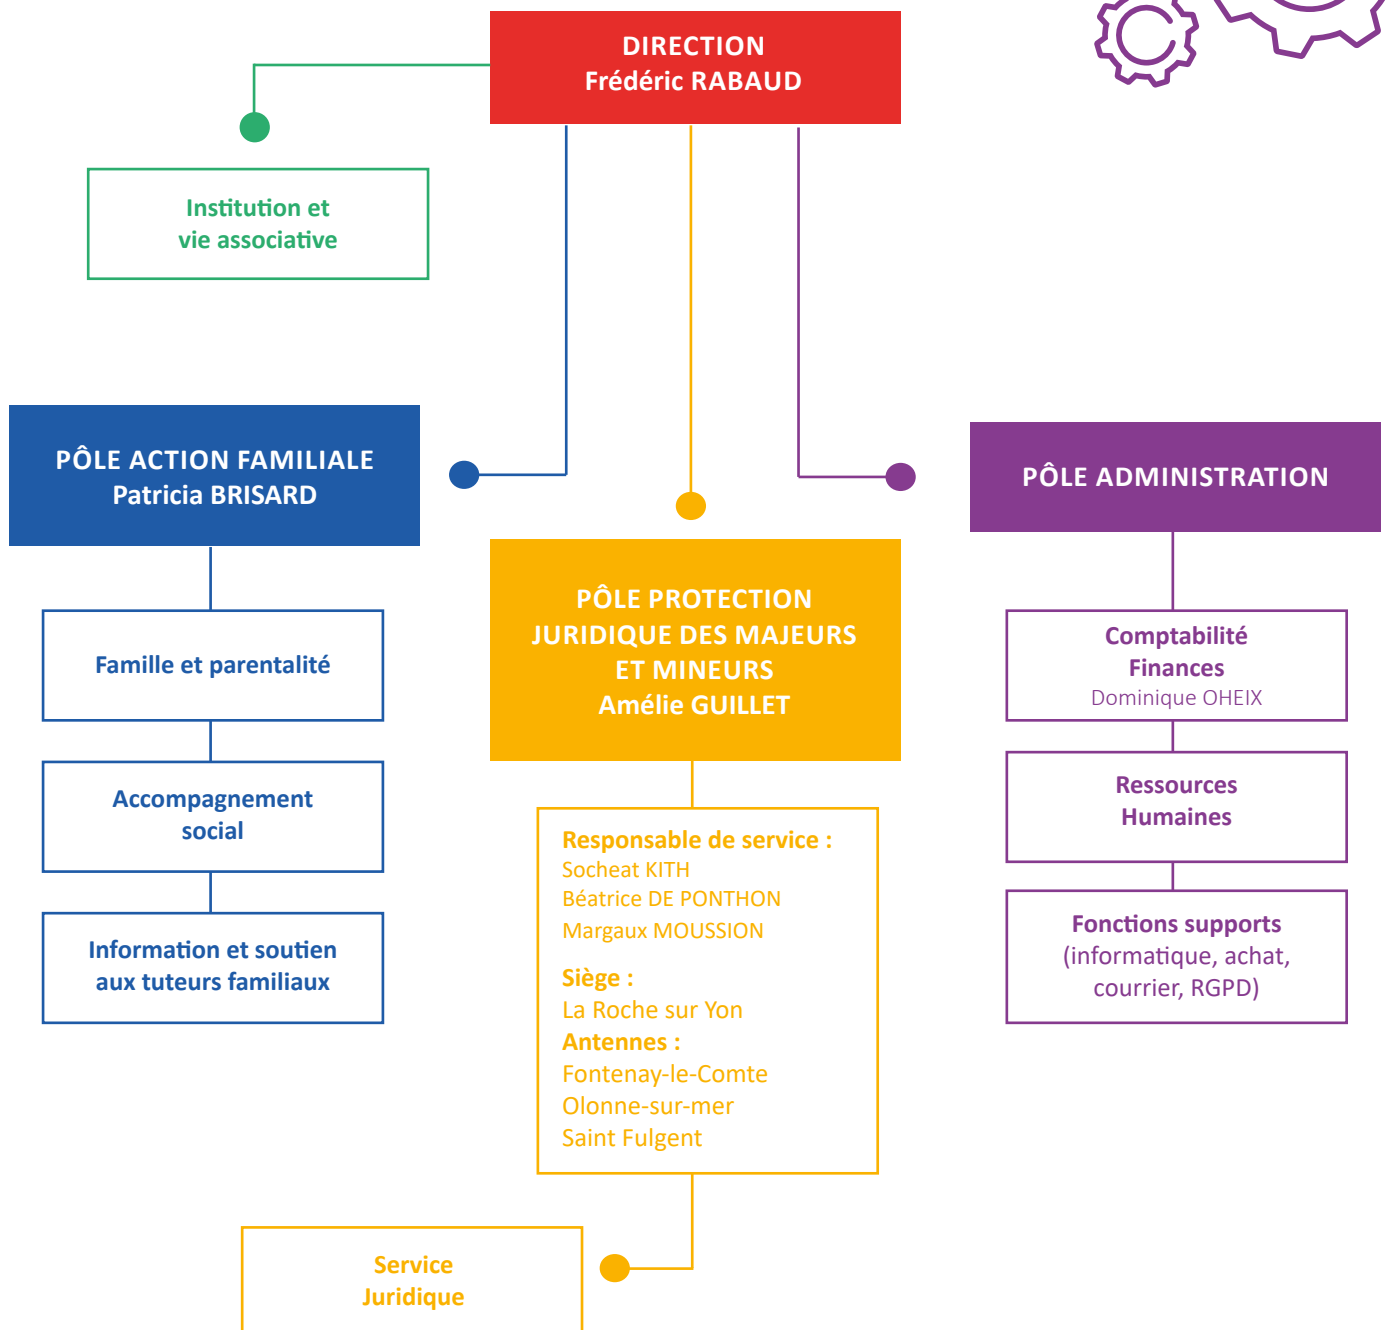 DIRECTION
Frédéric RABAUD
Institution et
vie associative
PÔLE ACTION FAMILIALE
Patricia BRISARD
Famille et parentalité
Accompagnement
social
Information et soutien
aux tuteurs familiaux
PÔLE PROTECTION
JURIDIQUE DES MAJEURS
ET MINEURS
Amélie GUILLET
Responsable de service :
Socheat KITH
Béatrice DE PONTHON
Margaux MOUSSION
Siège :
La Roche sur Yon
Antennes :
Fontenay-le-Comte
Olonne-sur-mer
Saint Fulgent
Service
Juridique
PÔLE ADMINISTRATION
Comptabilité
Finances
Dominique OHEIX
Ressources
Humaines
Fonctions supports
(informatique, achat,
courrier, RGPD)